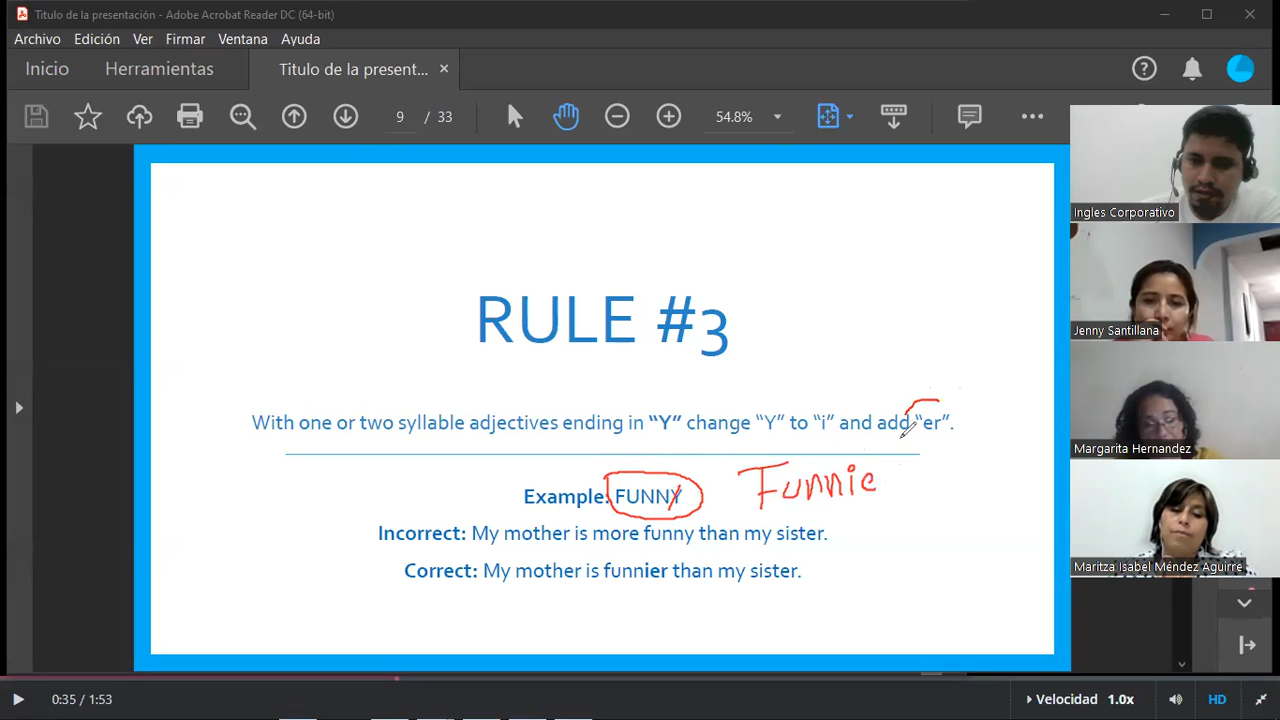 Titulo de la presentación - Adobe Acrobat Reader DC (64-bit)
Archivo Edición Ver Firmar Ventana Ayuda
Inicio Herramientas Titulo de la present... ×
9 / 33 54.8%
Ingles Corporativo
Jenny Santillana
Margarita Hernandez
Maritza Isabel Méndez Aguirre
RULE #3
With one or two syllable adjectives ending in “Y” change “Y” to “i” and add “er”.
Example: FUNNY Funnie
Incorrect: My mother is more funny than my sister.
Correct: My mother is funnier than my sister.
0:35 / 1:53 Velocidad 1.0x HD